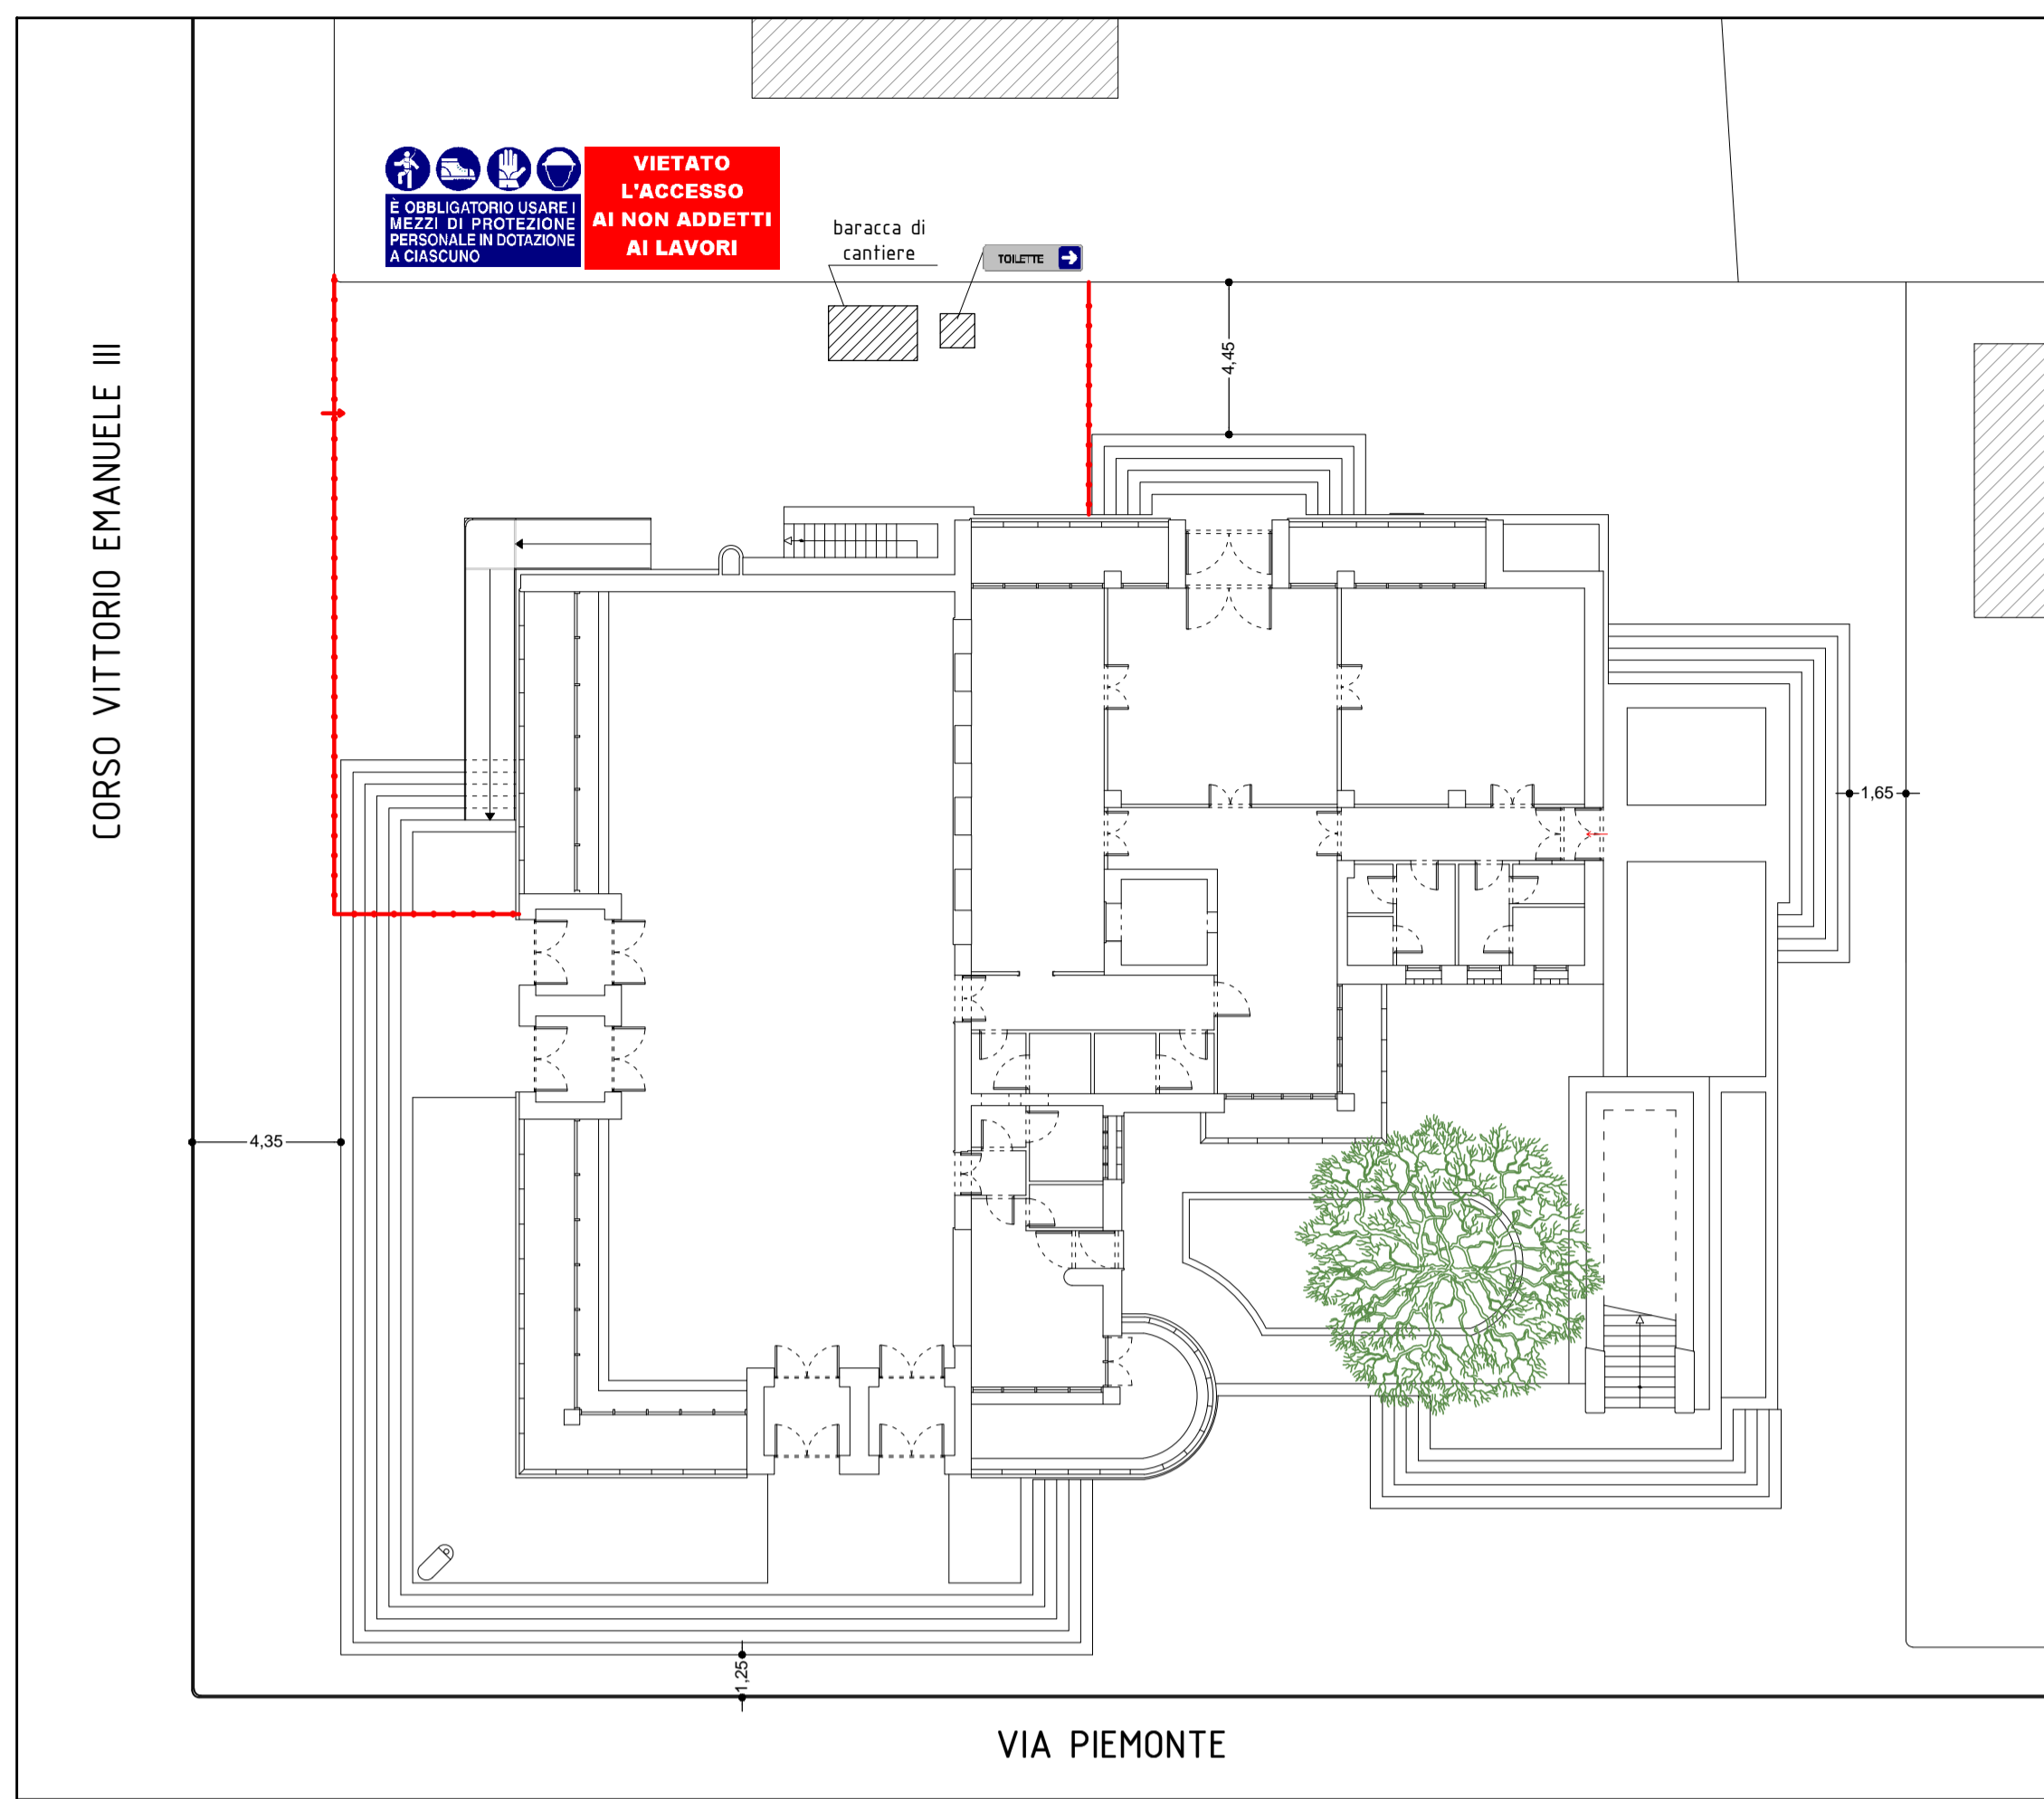 È OBBLIGATORIO USARE I
MEZZI DI PROTEZIONE
PERSONALE IN DOTAZIONE
A CIASCUNO
VIETATO
L'ACCESSO
AI NON ADDETTI
AI LAVORI
baracca di
cantiere
TOILETTE
4,45
CORSO VITTORIO EMANUELE III
1,65
4,35
1,25
VIA PIEMONTE